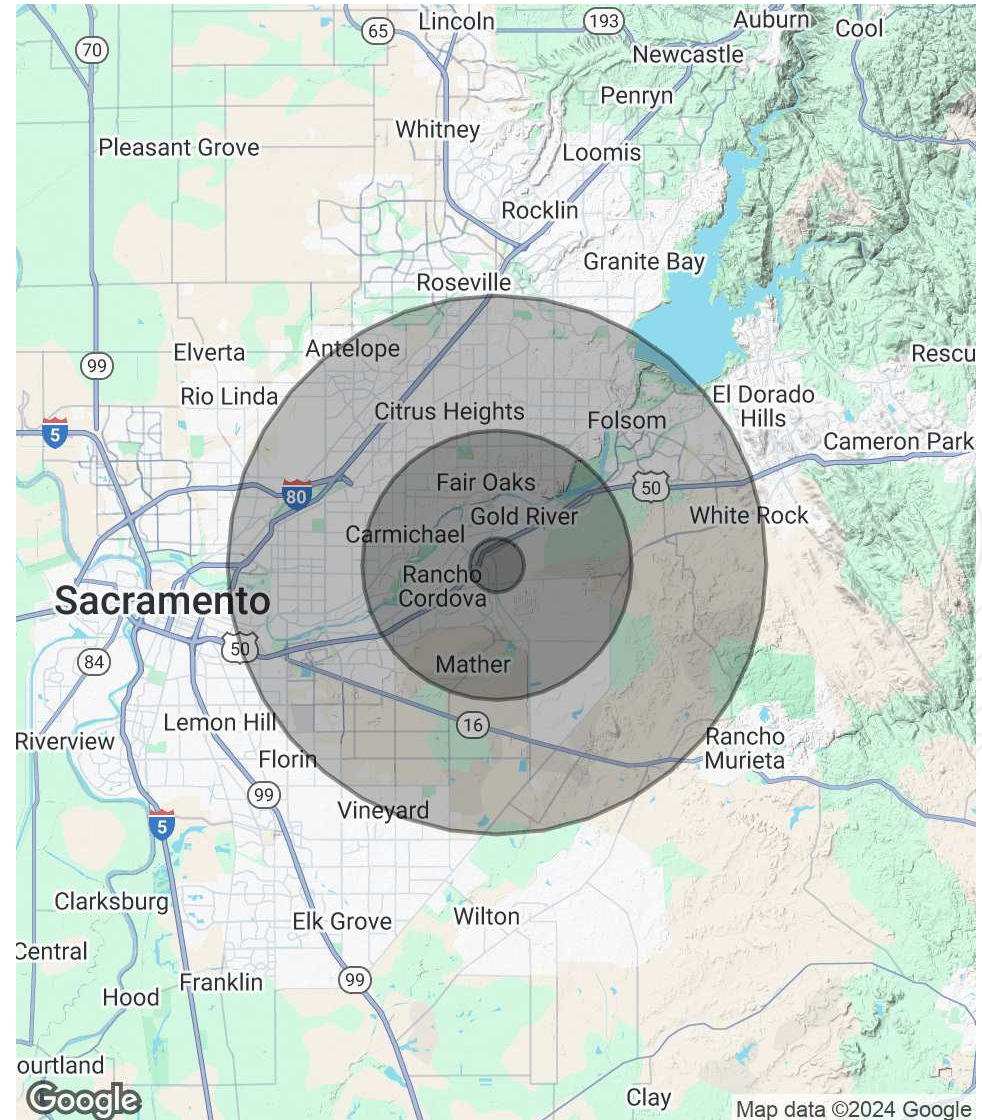 Lincoln
193
Auburn
65
Cool
70
Newcastle
Penryn
Whitney
Pleasant Grove
Loomis
Rocklin
Granite Bay
Roseville
Elverta
Antelope
99
Rescu
Rio Linda
El Dorado
Hills
Citrus Heights
Folsom
5
Cameron Park
Fair Oaks
50
80
Gold River
White Rock
Carmichael
Rancho
Cordova
Sacramento
50
84
Mather
Lemon Hill
16
Riverview
Rancho
Murieta
Florin
99
Vineyard
5
Clarksburg
Elk Grove
Wilton
Central
Franklin
99
Hood
ourtland
Google
Clay
Map data ©2024 Google